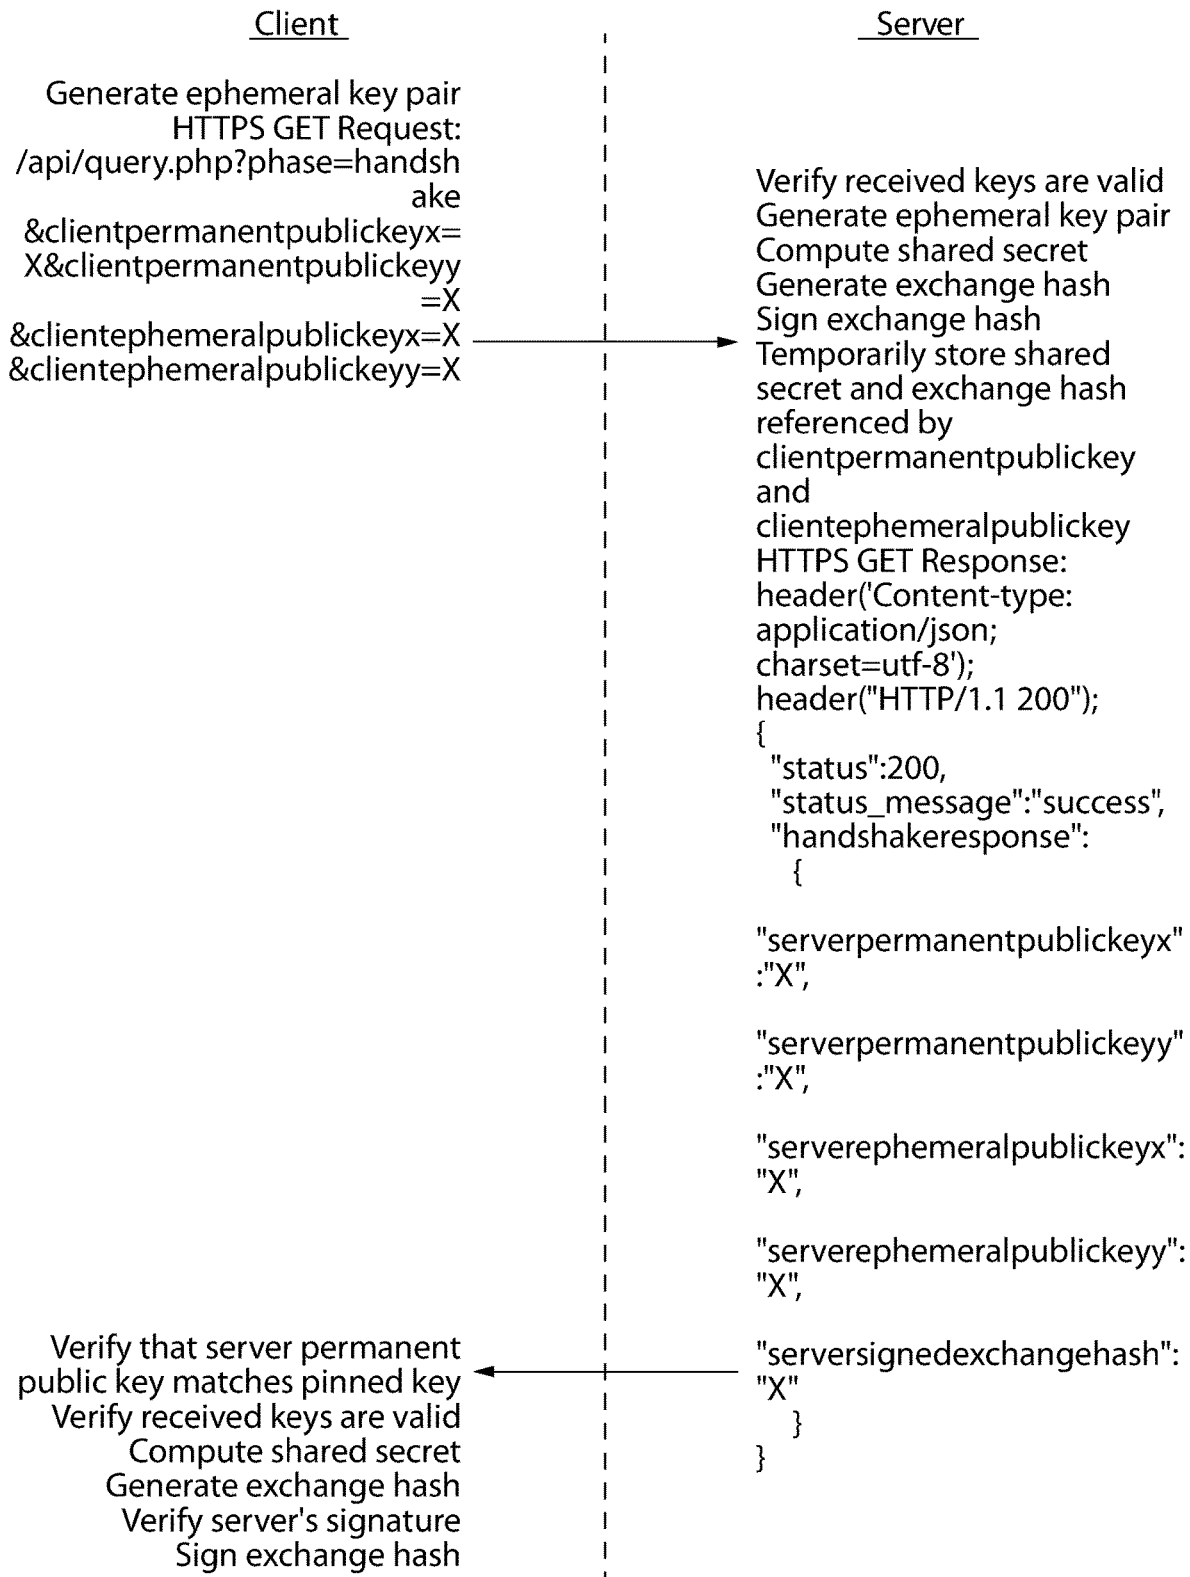 Client
Server
Generate ephemeral key pair
HTTPS GET Request:
/api/query.php?phase=handsh
ake
&clientpermanentpublickeyx=
X&clientpermanentpublickeyy
=X
&clientephemeralpublickeyx=X
&clientephemeralpublickeyy=X
Verify received keys are valid
Generate ephemeral key pair
Compute shared secret
Generate exchange hash
Sign exchange hash
Temporarily store shared
secret and exchange hash
referenced by
clientpermanentpublickey
and
clientephemeralpublickey
HTTPS GET Response:
header('Content-type:
application/json;
charset=utf-8');
header("HTTP/1.1 200");
{
"status":200,
"status_message":"success",
"handshakeresponse":
{
"serverpermanentpublickeyx"
:"X",
"serverpermanentpublickeyy"
:"X",
"serverephemeralpublickeyx":
"X",
"serverephemeralpublickeyy":
"X",
"serversignedexchangehash":
"X"
}
}
Verify that server permanent
public key matches pinned key
Verify received keys are valid
Compute shared secret
Generate exchange hash
Verify server's signature
Sign exchange hash